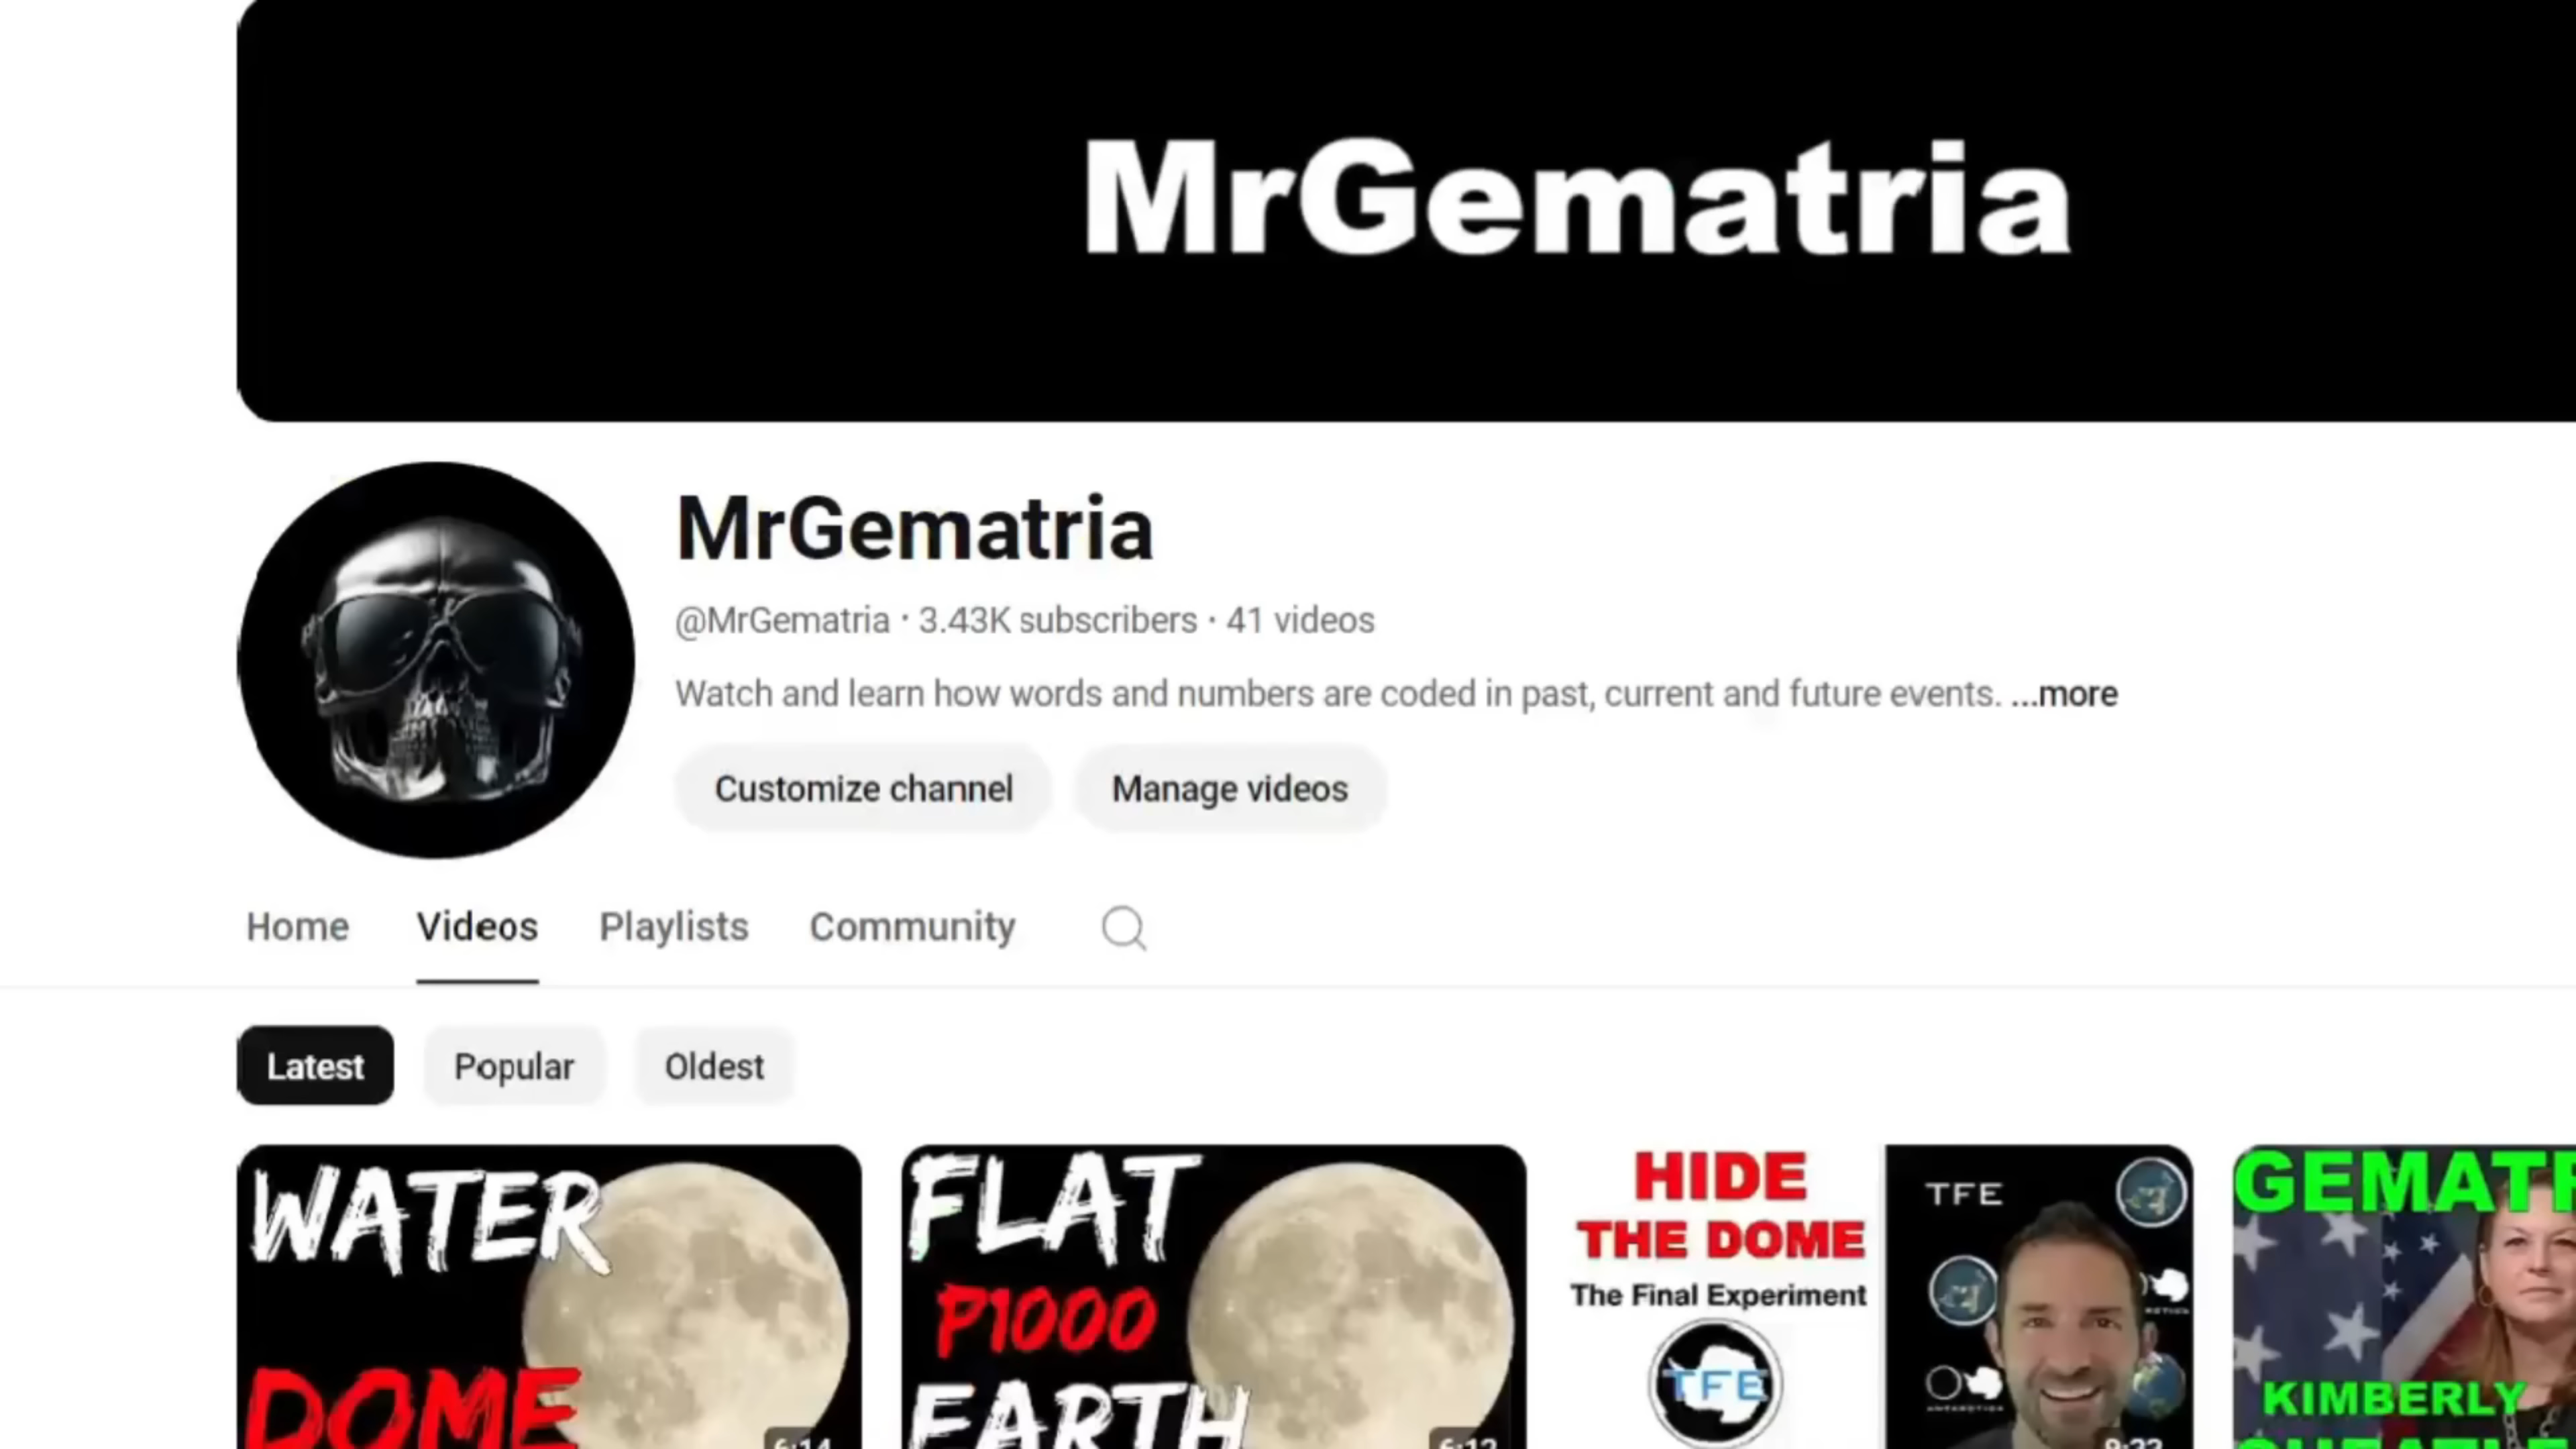 MrGematria
MrGematria
@MrGematria · 3.43K subscribers · 41 videos
Watch and learn how words and numbers are coded in past, current and future events. ...more
Customize channel Manage videos
Home Videos Playlists Community
Latest Popular Oldest
WATER
DOME
FLAT
P1000
EARTH
6:12
HIDE
THE DOME
The Final Experiment
TFE
TFE
KIMBERLY